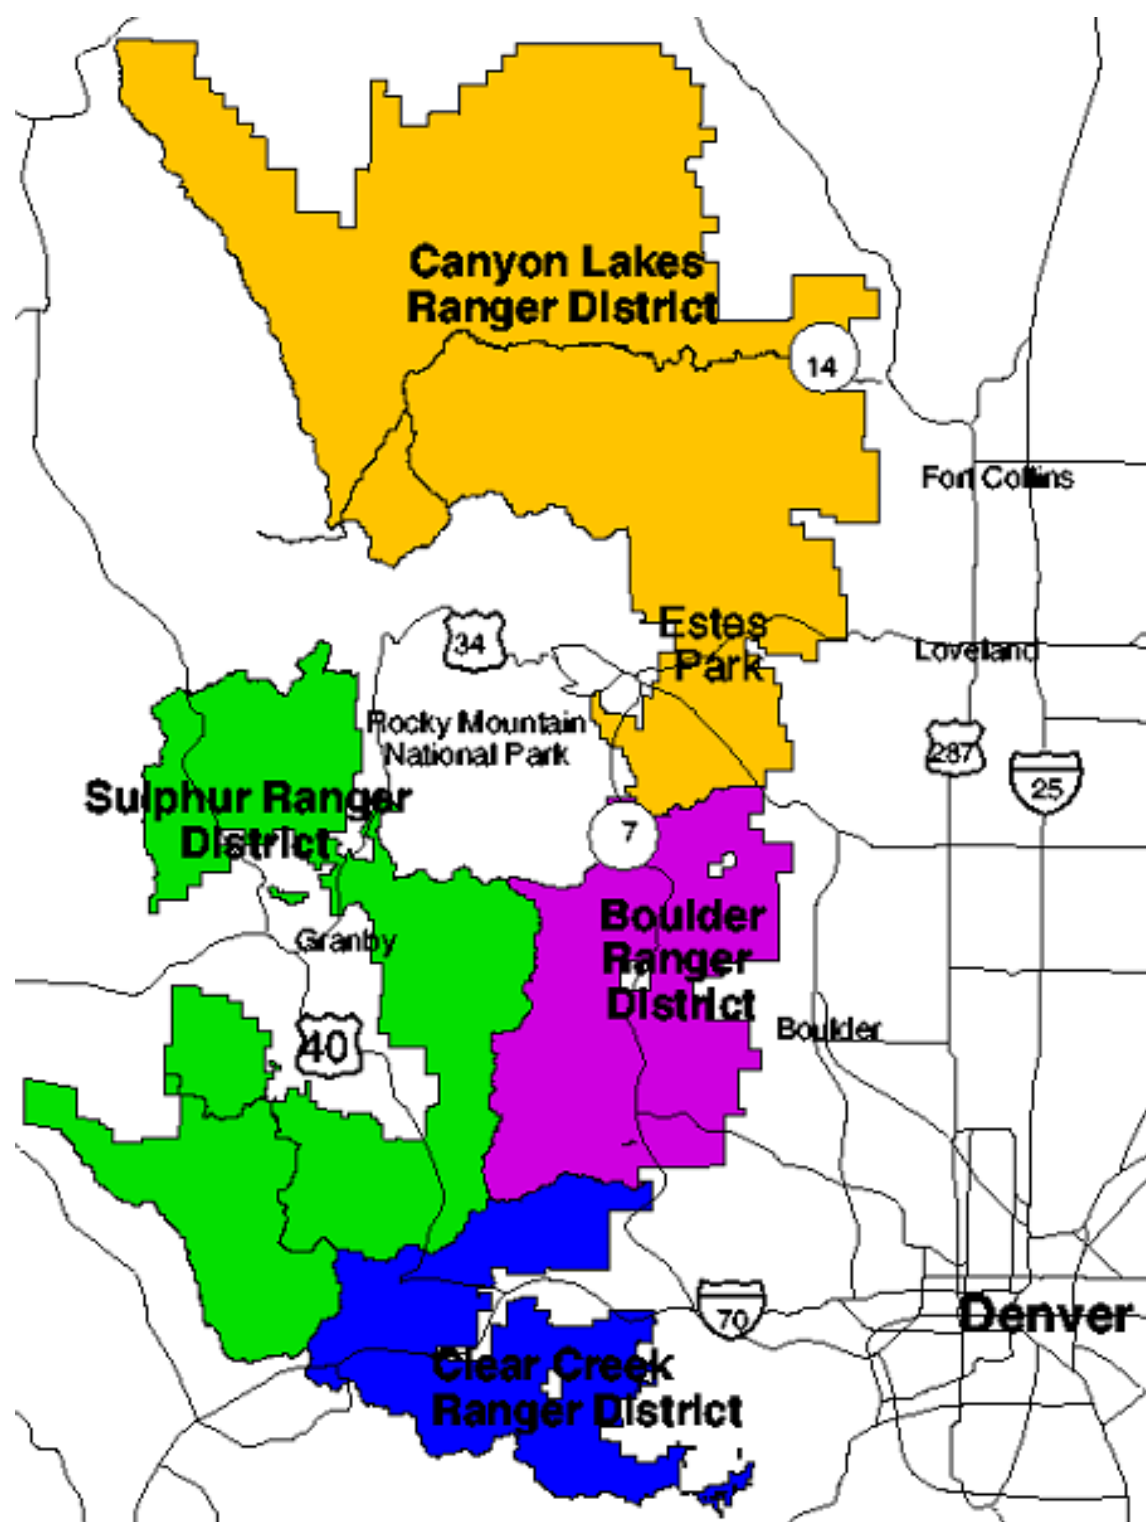 Canyon Lakes
Ranger District
14
Fort Collins
Estes
Park
34
Loveland
Rocky Mountain
National Park
287
25
Sulphur Ranger
District
7
Boulder
Ranger
District
Granby
40
Boulder
70
Denver
Clear Creek
Ranger District